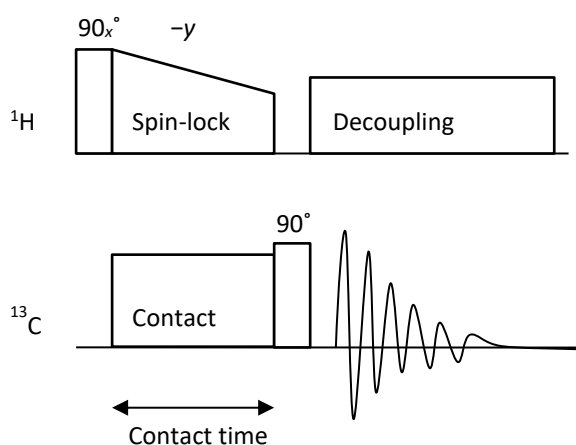 90x° –y
¹H
Spin-lock
Decoupling
90°
¹³C
Contact
Contact time